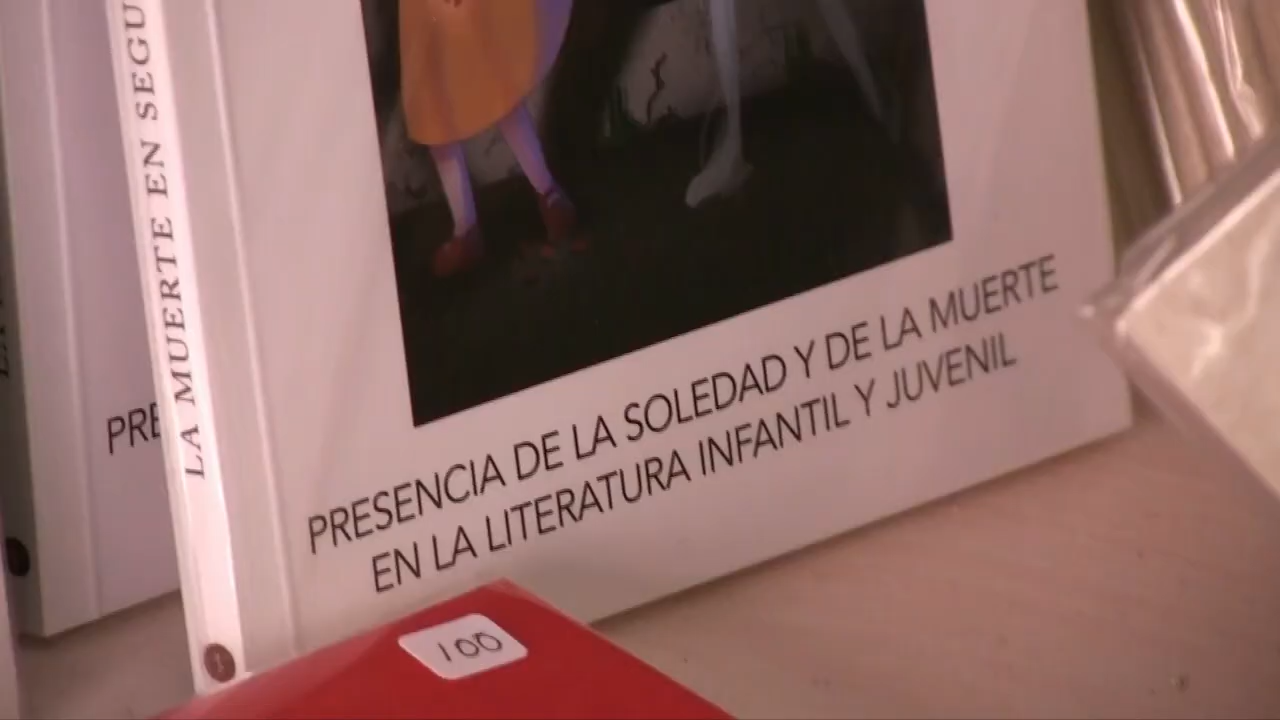 LA MUERTE EN SEGU
PRE
PRESENCIA DE LA SOLEDAD Y DE LA MUERTE
EN LA LITERATURA INFANTIL Y JUVENIL
100